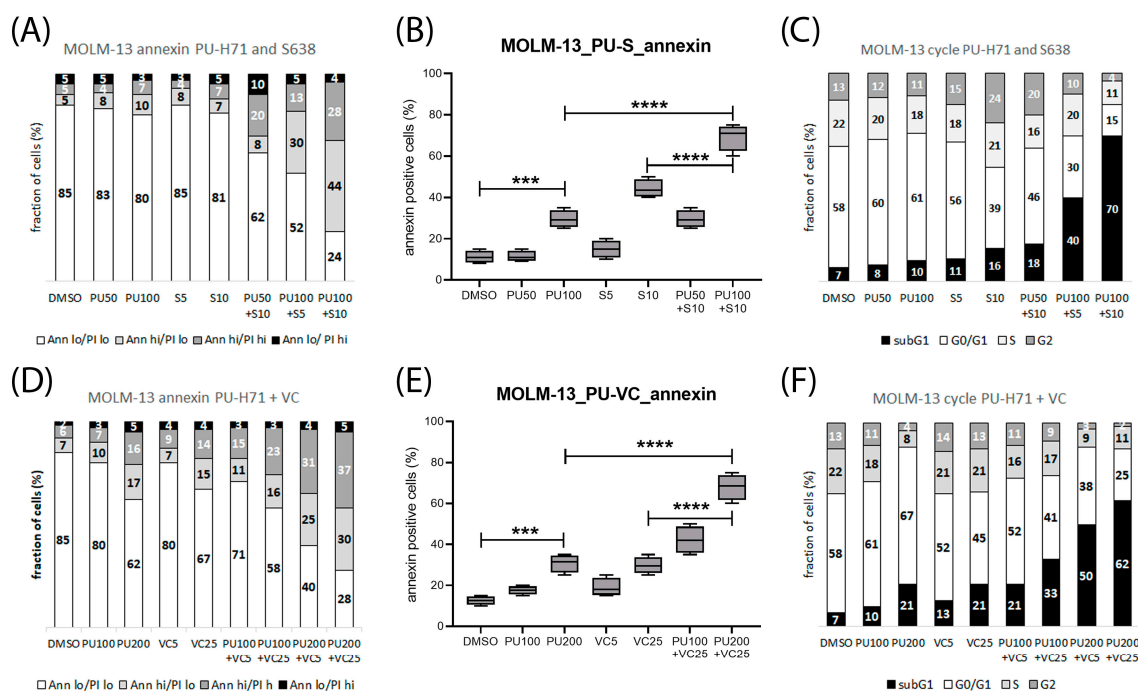 (A)
MOLM-13 annexin PU-H71 and S638
fraction of cells (%)
5 5 3 3 5 10 5 4
5 4 7 4 7 20 13 28
5 8 10 8 7 8 30 44
85 83 80 85 81 62 52 24
DMSO PU50 PU100 S5 S10 PU50 PU100 PU100
+S10 +S5 +S10
Ann lo/PI lo Ann hi/PI lo Ann hi/PI hi Ann lo/ PI hi
(B)
MOLM-13_PU-S_annexin
annexin positive cells (%)
100
80
60
40
20
0
****
****
***
DMSO PU50 PU100 S5 S10 PU50 PU100
+S10 +S10
(C)
MOLM-13 cycle PU-H71 and S638
fraction of cells (%)
13 12 11 15 24 20 10 4
22 20 18 18 21 16 20 11
58 60 61 56 39 46 30 15
7 8 10 11 16 18 40 70
DMSO PU50 PU100 S5 S10 PU50 PU100 PU100
+S10 +S5 +S10
subG1 G0/G1 S G2
(D)
MOLM-13 annexin PU-H71 + VC
fraction of cells (%)
2 3 5 4 4 3 3 4 5
6 7 16 9 14 15 23 31 37
7 10 17 7 15 11 16 25 30
85 80 62 80 67 71 58 40 28
DMSO PU100 PU200 VC5 VC25 PU100 PU100 PU200 PU200
+VC5 +VC25 +VC5 +VC25
Ann lo/PI lo Ann hi/PI lo Ann hi/PI h Ann lo/PI hi
(E)
MOLM-13_PU-VC_annexin
annexin positive cells (%)
100
80
60
40
20
0
****
****
***
DMSO PU100 PU200 VC5 VC25 PU100 PU200
+VC25 +VC25
(F)
MOLM-13 cycle PU-H71 + VC
fraction of cells (%)
13 11 4 14 13 11 9 3 2
22 18 8 21 21 16 17 9 11
58 61 67 52 45 52 41 38 25
7 10 21 13 21 21 33 50 62
DMSO PU100 PU200 VC5 VC25 PU100 PU100 PU200 PU200
+VC5 +VC25 +VC5 +VC25
subG1 G0/G1 S G2